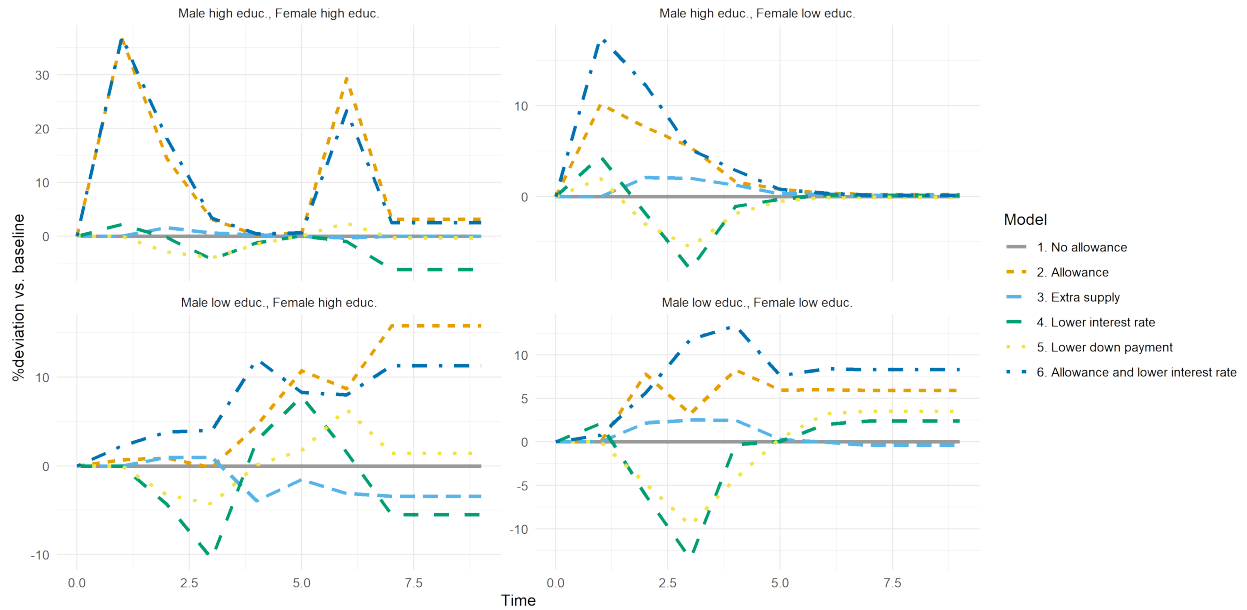 Male high educ., Female high educ.
Male high educ., Female low educ.
30
20
10
0
10
0
Male low educ., Female high educ.
Male low educ., Female low educ.
10
0
-10
10
5
0
-5
-10
0.0 2.5 5.0 7.5
0.0 2.5 5.0 7.5
%deviation vs. baseline
Time
Model
1. No allowance
2. Allowance
3. Extra supply
4. Lower interest rate
5. Lower down payment
6. Allowance and lower interest rate